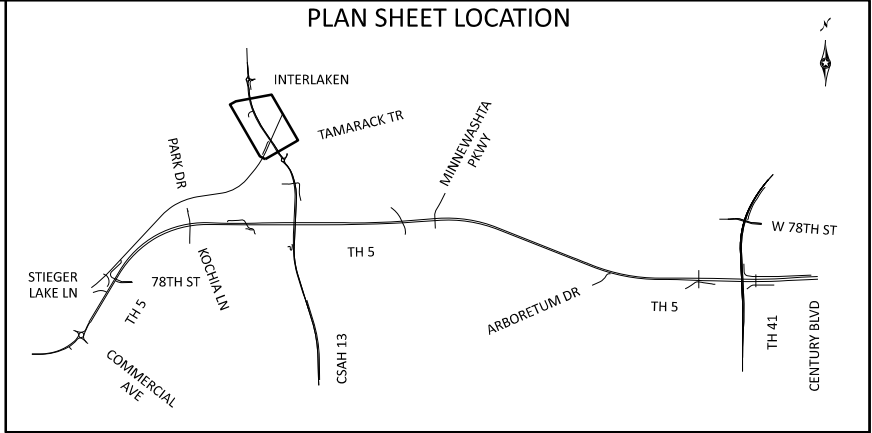 PLAN SHEET LOCATION
N
INTERLAKEN
TAMARACK TR
PARK DR
MINNEWASHTA
PKWY
W 78TH ST
KOCHIA LN
TH 5
STIEGER
LAKE LN
78TH ST
TH 5
ARBORETUM DR
TH 5
COMMERCIAL
AVE
CSAH 13
TH 41
CENTURY BLVD